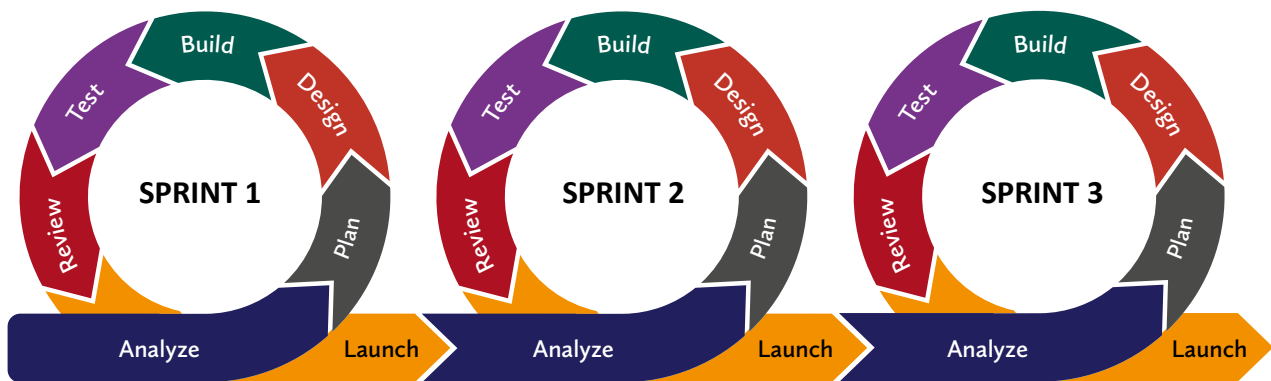 Build
Test
Design
SPRINT 1
Review
Plan
Analyze
Launch
Build
Test
Design
SPRINT 2
Review
Plan
Analyze
Launch
Build
Test
Design
SPRINT 3
Review
Plan
Analyze
Launch